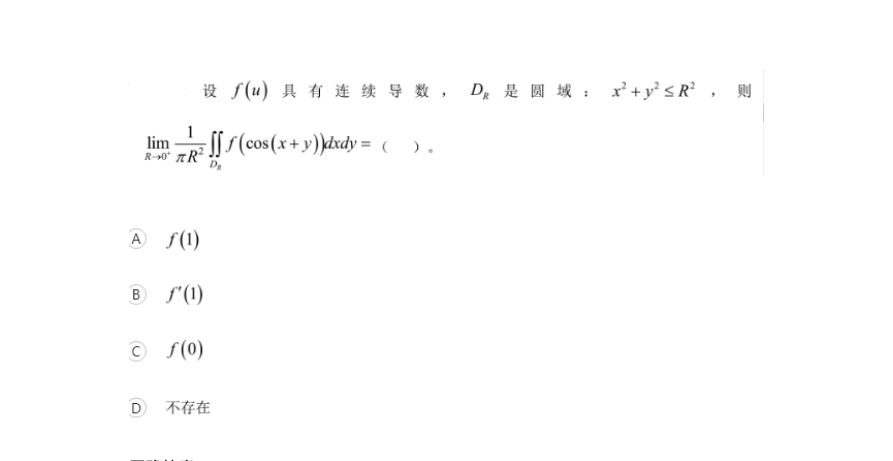 设 f(u) 具有连续导数， D_R 是圆域： x²+y²≤R² ，则
lim R→0⁺ 1/πR² ∬ D_R f(cos(x+y))dxdy=（ ）。
A f(1)
B f′(1)
C f(0)
D 不存在